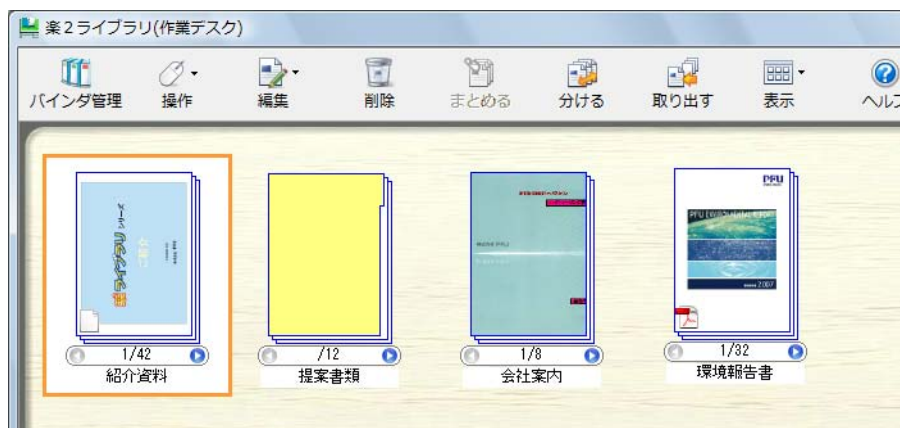 楽2ライブラリ(作業デスク)
バインダ管理 操作 編集 削除 まとめる 分ける 取り出す 表示
PFU
1/42 /12 1/8 1/32
紹介資料 提案書類 会社案内 環境報告書